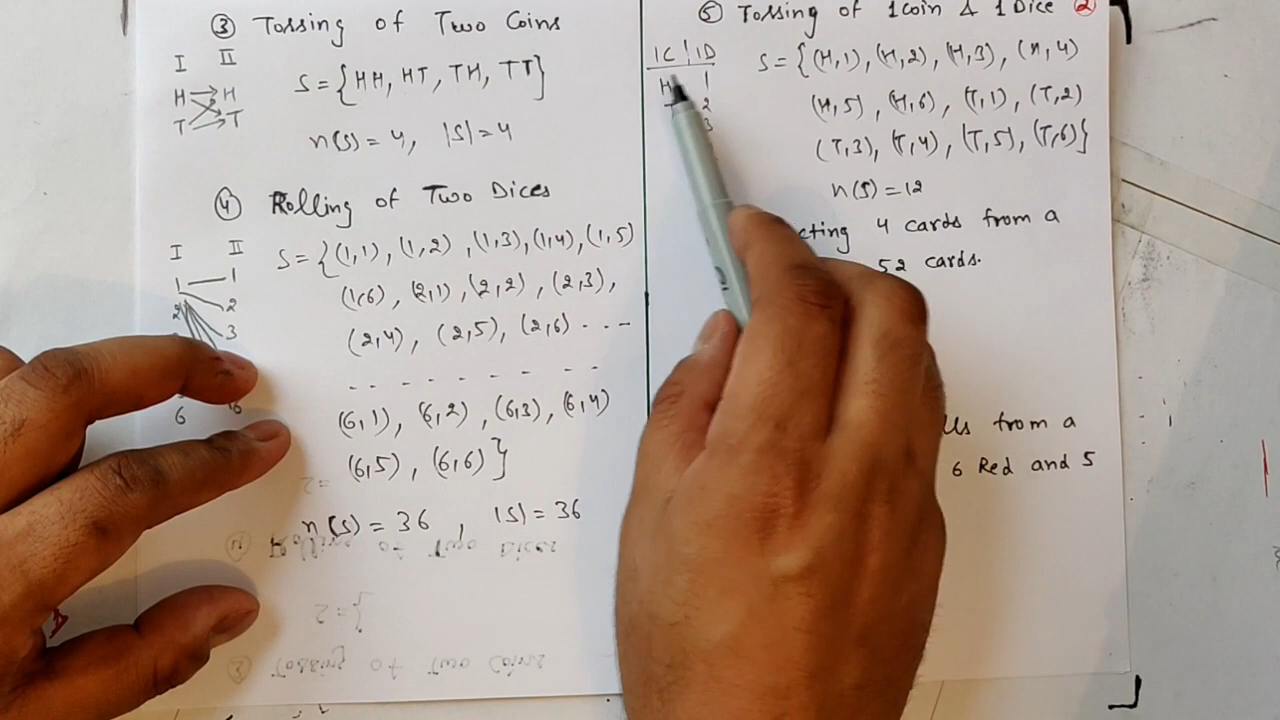 ③ Tossing of Two Coins
I II
H H
T T
S={HH, HT, TH, TT}
n(s)=4, |S|=4
④ Rolling of Two Dices
I II
1 1
2 2
3
6 6
S={(1,1), (1,2), (1,3), (1,4), (1,5)
(1,6), (2,1), (2,2), (2,3),
(2,4), (2,5), (2,6) - - -
- - - - - - - -
(6,1), (6,2), (6,3), (6,4)
(6,5), (6,6)}
n(s)=36, |S|=36
⑤ Tossing of 1 Coin & 1 Dice ②
1C | 1D
H 1
2
3
S={(H,1), (H,2), (H,3), (H,4)
(H,5), (H,6), (T,1), (T,2)
(T,3), (T,4), (T,5), (T,6)}
n(s)=12
4 cards from a
52 cards.
from a
6 Red and 5